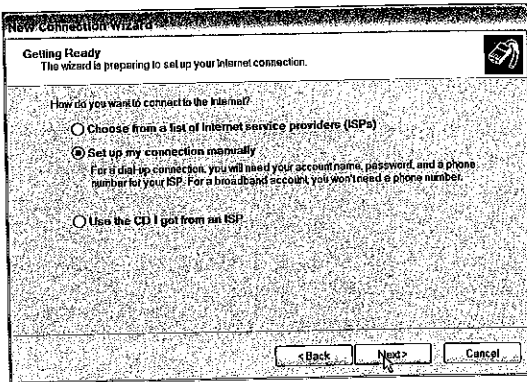 New Connection Wizard
Getting Ready
The wizard is preparing to set up your Internet connection.
How do you want to connect to the Internet?
Choose from a list of Internet service providers (ISPs)
Set up my connection manually
For a dial-up connection, you will need your account name, password, and a phone
number for your ISP. For a broadband account, you won't need a phone number.
Use the CD I got from an ISP
< Back
Next >
Cancel